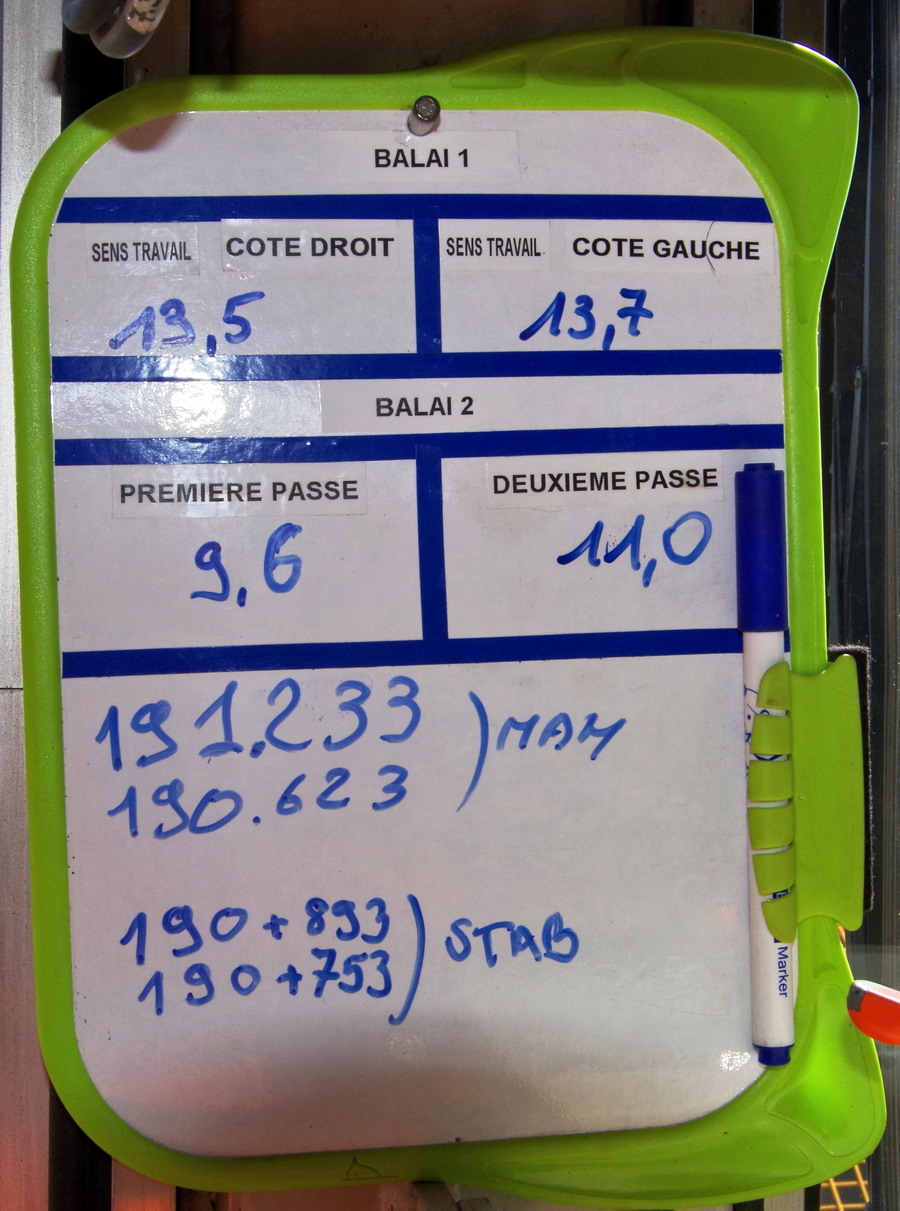 BALAI 1
SENS TRAVAIL COTE DROIT
13,5
SENS TRAVAIL COTE GAUCHE
13,7
BALAI 2
PREMIERE PASSE
9,6
DEUXIEME PASSE
11,0
191.233
190.623
) MAM
190+893
190+753
) STAB
Marker